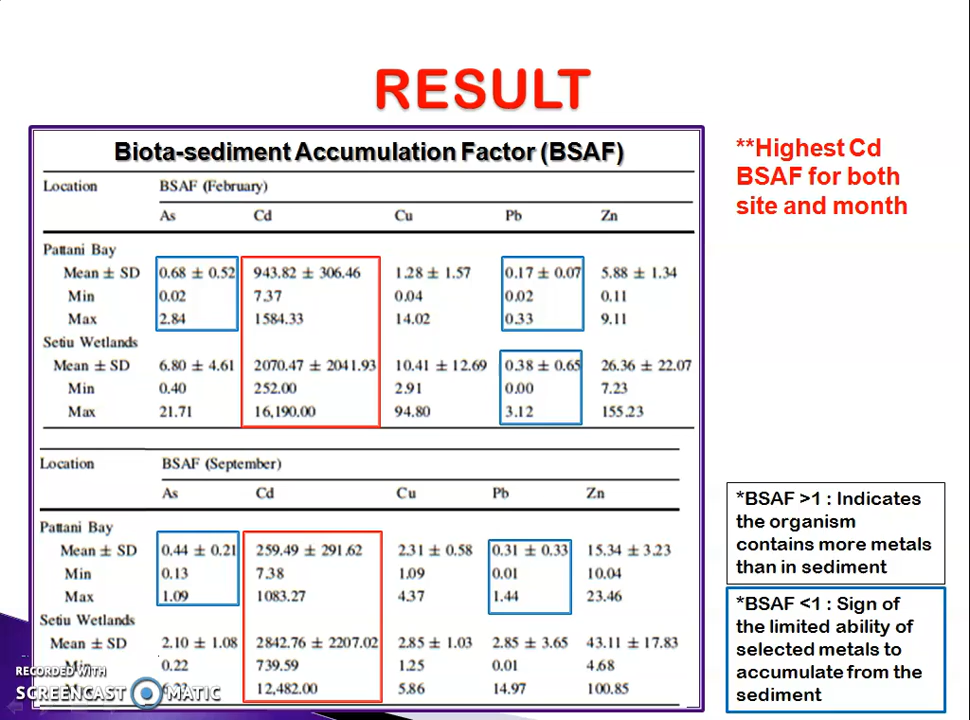 RESULT
Biota-sediment Accumulation Factor (BSAF)
Location BSAF (February)
As Cd Cu Pb Zn
Pattani Bay
Mean ± SD 0.68 ± 0.52 943.82 ± 306.46 1.28 ± 1.57 0.17 ± 0.07 5.88 ± 1.34
Min 0.02 7.37 0.04 0.02 0.11
Max 2.84 1584.33 14.02 0.33 9.11
Setiu Wetlands
Mean ± SD 6.80 ± 4.61 2070.47 ± 2041.93 10.41 ± 12.69 0.38 ± 0.65 26.36 ± 22.07
Min 0.40 252.00 2.91 0.00 7.23
Max 21.71 16,190.00 94.80 3.12 155.23
Location BSAF (September)
As Cd Cu Pb Zn
Pattani Bay
Mean ± SD 0.44 ± 0.21 259.49 ± 291.62 2.31 ± 0.58 0.31 ± 0.33 15.34 ± 3.23
Min 0.13 7.38 1.09 0.01 10.04
Max 1.09 1083.27 4.37 1.44 23.46
Setiu Wetlands
Mean ± SD 2.10 ± 1.08 2842.76 ± 2207.02 2.85 ± 1.03 2.85 ± 3.65 43.11 ± 17.83
Min 0.22 739.59 1.25 0.01 4.68
12,482.00 5.86 14.97 100.85
**Highest Cd
BSAF for both
site and month
*BSAF >1 : Indicates
the organism
contains more metals
than in sediment
*BSAF <1 : Sign of
the limited ability of
selected metals to
accumulate from the
sediment
RECORDED WITH
SCREENCAST MATIC